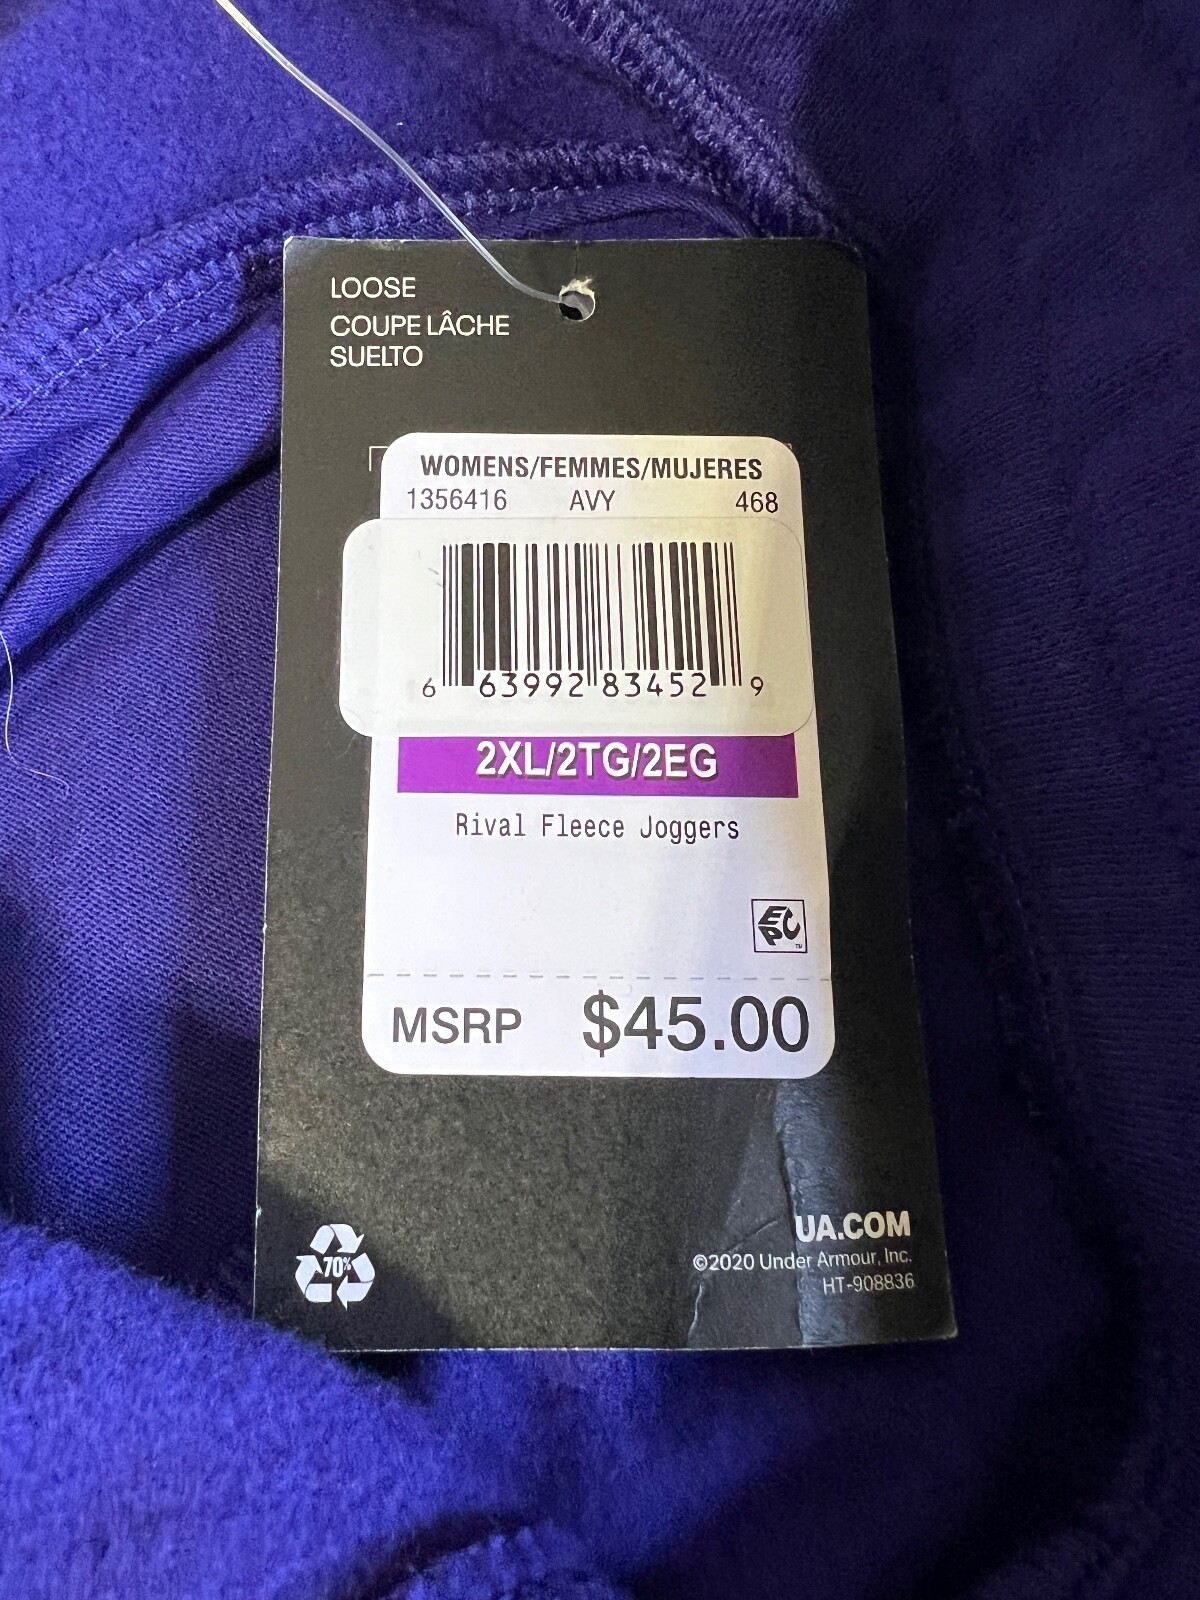 LOOSE
COUPE LÂCHE
SUELTO
WOMENS/FEMMES/MUJERES
1356416 AVY 468
6 63992 83452 9
2XL/2TG/2EG
Rival Fleece Joggers
EPC™
MSRP $45.00
70%
UA.COM
©2020 Under Armour, Inc.
HT-908836